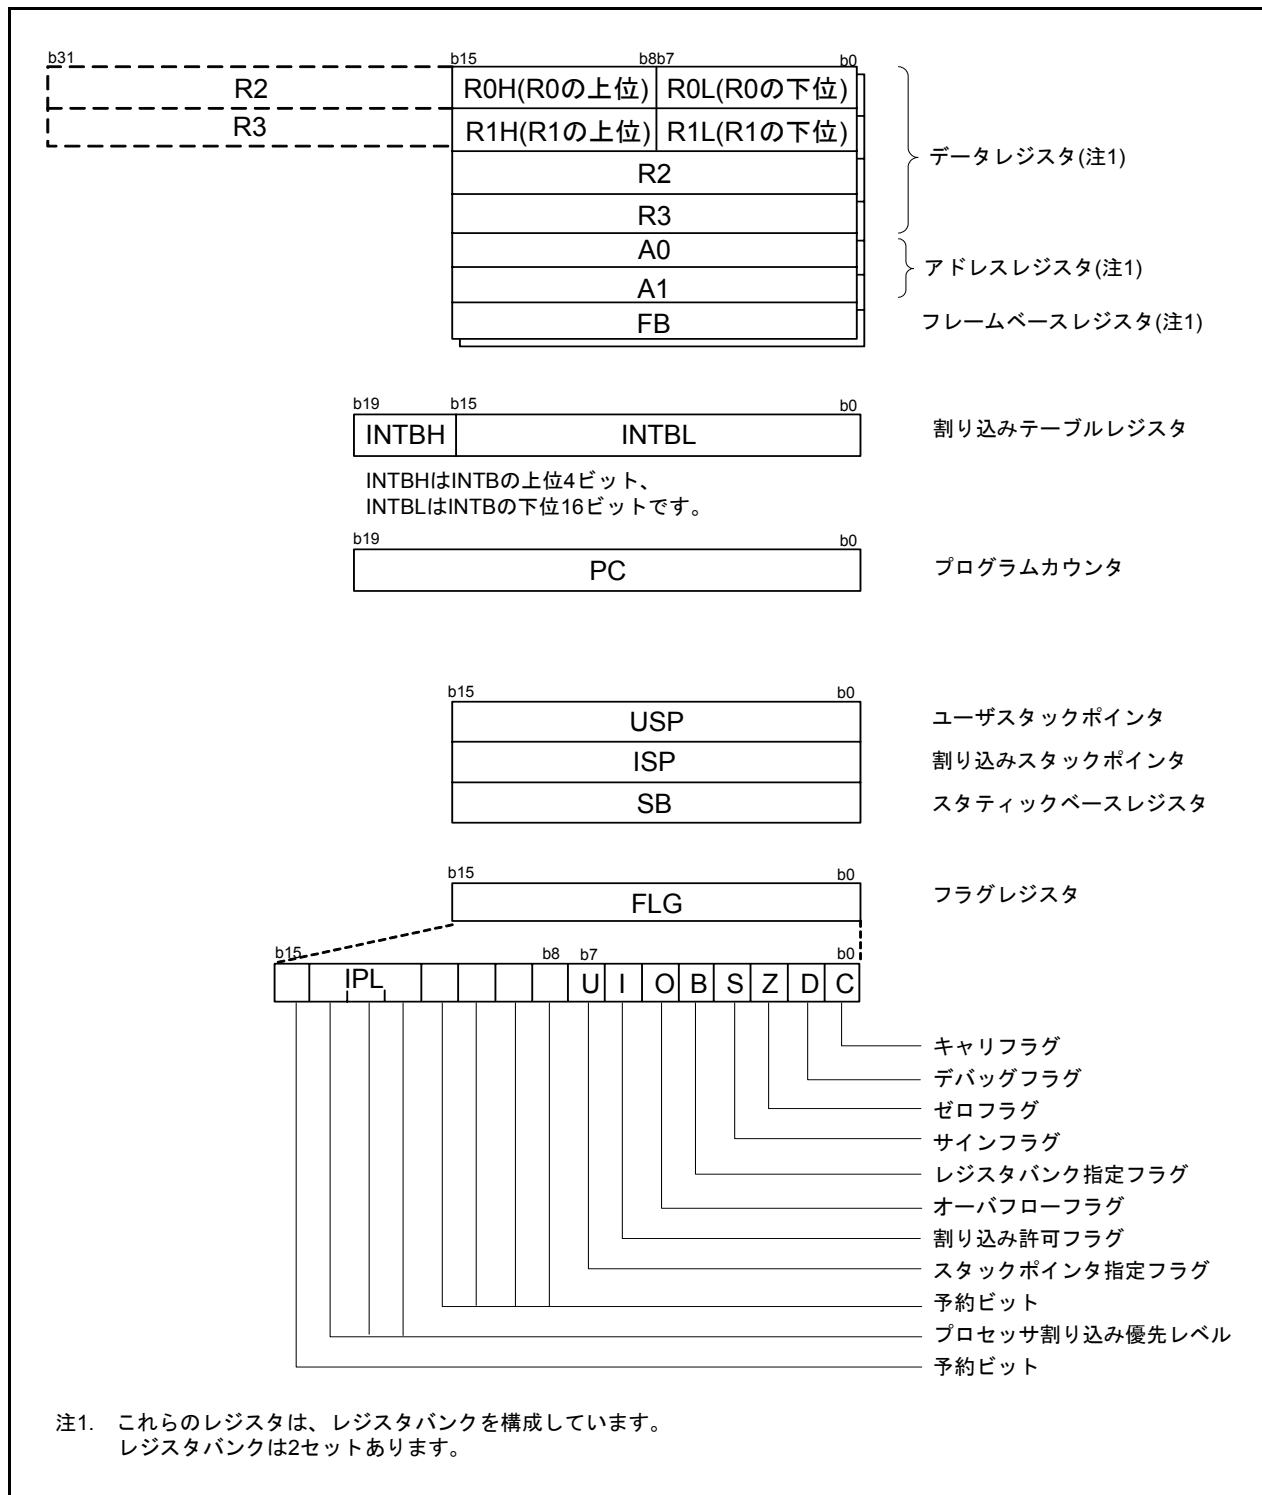 b31 b15 b8b7 b0
R2 R0H(R0の上位) R0L(R0の下位)
R3 R1H(R1の上位) R1L(R1の下位)
データレジスタ(注1)
R2
R3
A0
アドレスレジスタ(注1)
A1
FB フレームベースレジスタ(注1)
b19 b15 b0
INTBH INTBL 割り込みテーブルレジスタ
INTBHはINTBの上位4ビット、
INTBLはINTBの下位16ビットです。
b19 b0
PC プログラムカウンタ
b15 b0
USP ユーザスタックポインタ
ISP 割り込みスタックポインタ
SB スタティックベースレジスタ
b15 b0
FLG フラグレジスタ
b15 b8 b7 b0
IPL U I O B S Z D C
キャリフラグ
デバッグフラグ
ゼロフラグ
サインフラグ
レジスタバンク指定フラグ
オーバフローフラグ
割り込み許可フラグ
スタックポインタ指定フラグ
予約ビット
プロセッサ割り込み優先レベル
予約ビット
注1. これらのレジスタは、レジスタバンクを構成しています。
レジスタバンクは2セットあります。